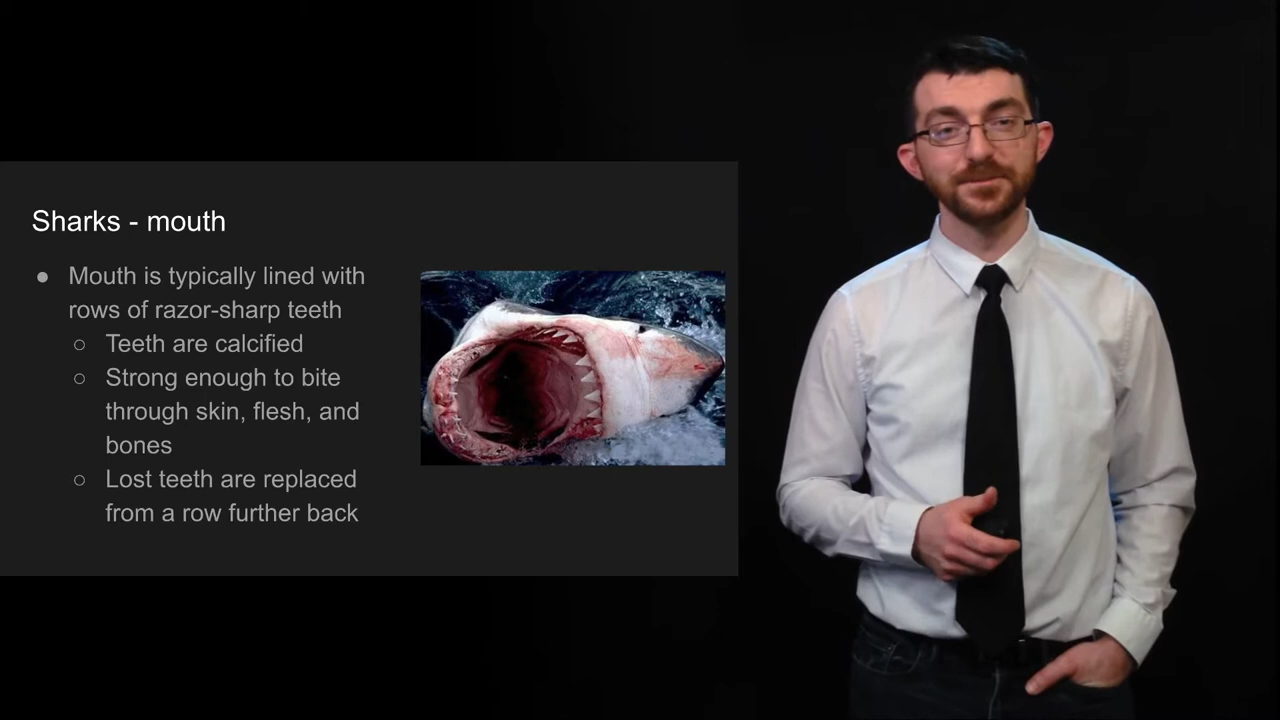 Sharks - mouth
● Mouth is typically lined with
rows of razor-sharp teeth
○ Teeth are calcified
○ Strong enough to bite
through skin, flesh, and
bones
○ Lost teeth are replaced
from a row further back